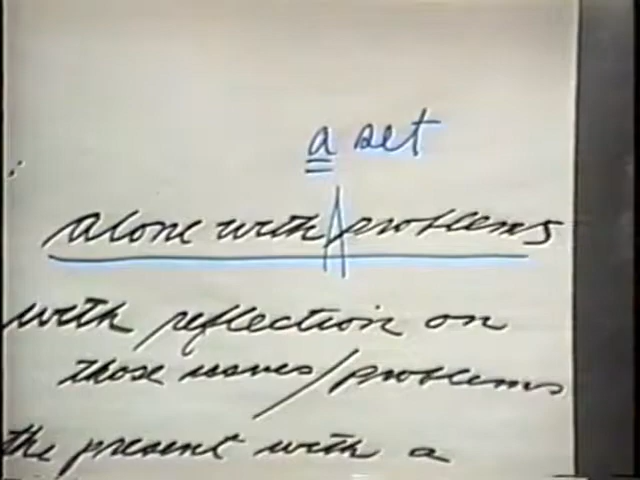 a set
alone with problems
with reflection on
those issues/problems
the present with a